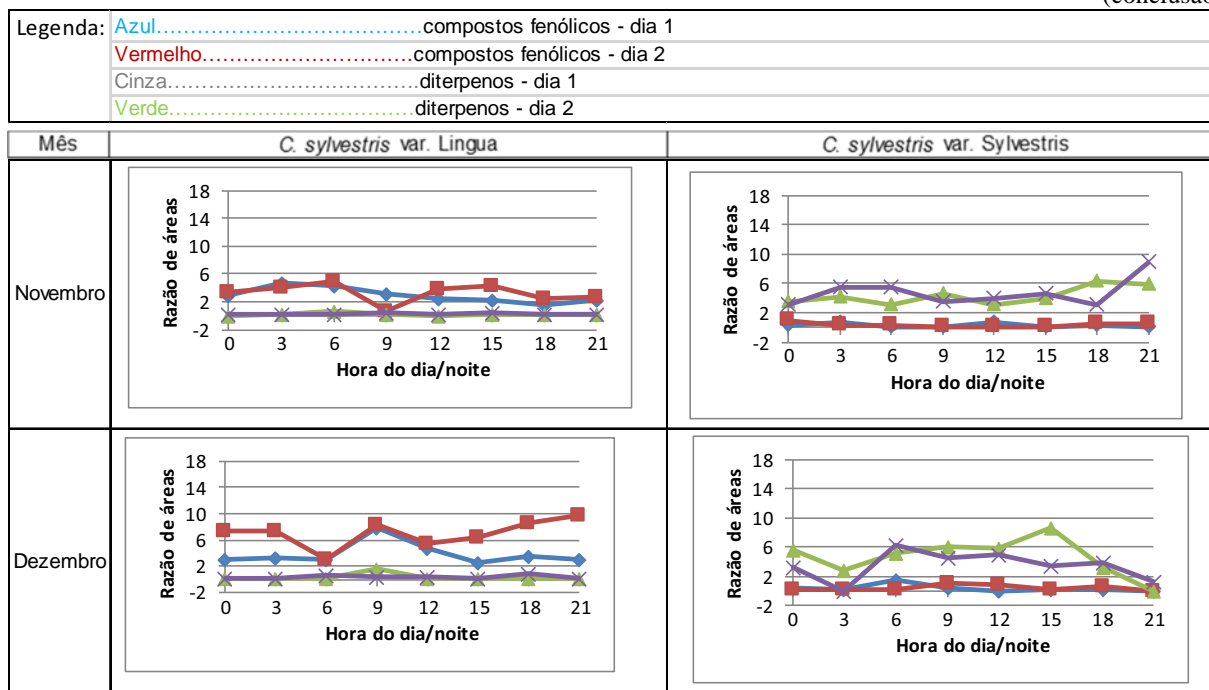 (conclusão
Legenda: Azul......................................compostos fenólicos - dia 1
Vermelho..............................compostos fenólicos - dia 2
Cinza....................................diterpenos - dia 1
Verde...................................diterpenos - dia 2
Mês C. sylvestris var. Lingua C. sylvestris var. Sylvestris
Novembro
Razão de áreas
18
14
10
6
2
-2
0 3 6 9 12 15 18 21
Hora do dia/noite
Razão de áreas
18
14
10
6
2
-2
0 3 6 9 12 15 18 21
Hora do dia/noite
Dezembro
Razão de áreas
18
14
10
6
2
-2
0 3 6 9 12 15 18 21
Hora do dia/noite
Razão de áreas
18
14
10
6
2
-2
0 3 6 9 12 15 18 21
Hora do dia/noite